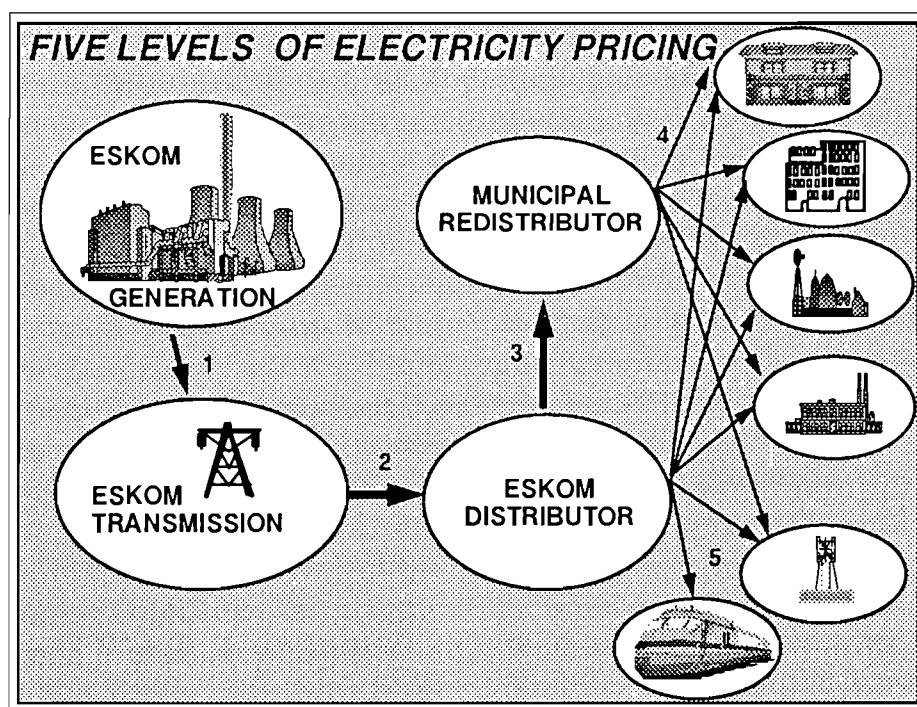 FIVE LEVELS OF ELECTRICITY PRICING
ESKOM
GENERATION
1
ESKOM
TRANSMISSION
2
ESKOM
DISTRIBUTOR
3
MUNICIPAL
REDISTRIBUTOR
4
5